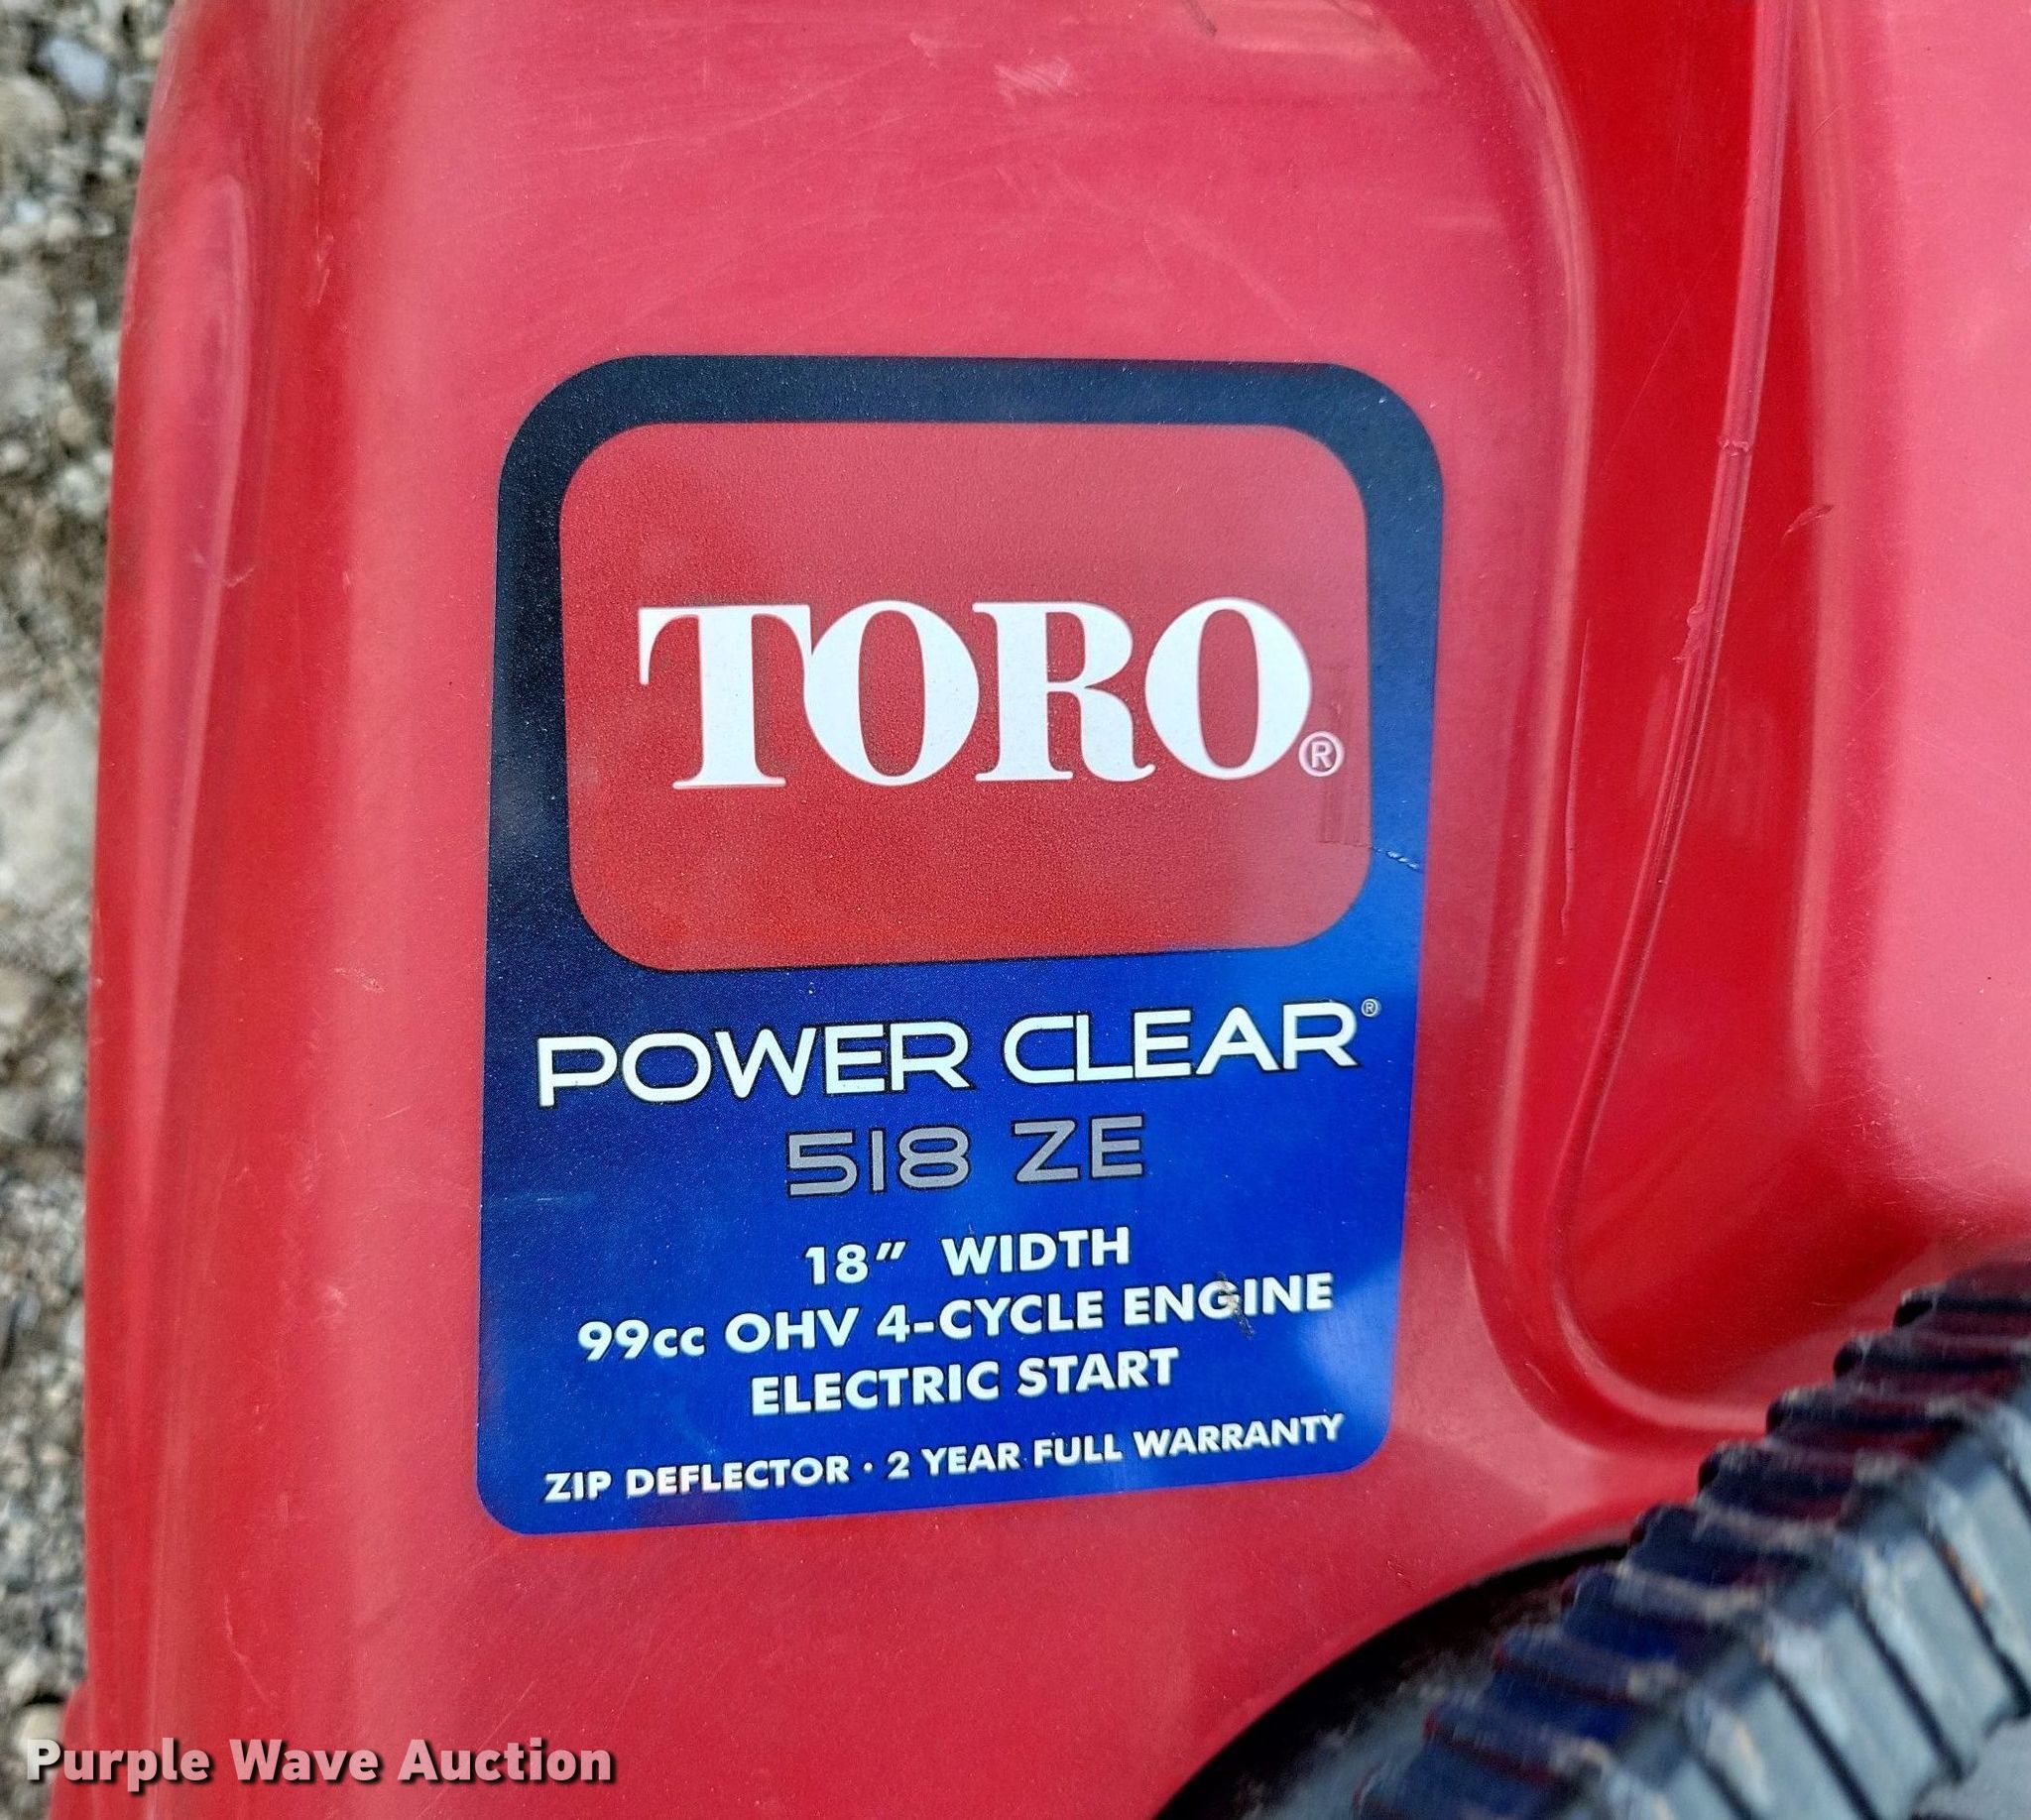 TORO®
POWER CLEAR®
518 ZE
18" WIDTH
99cc OHV 4-CYCLE ENGINE
ELECTRIC START
ZIP DEFLECTOR · 2 YEAR FULL WARRANTY
Purple Wave Auction